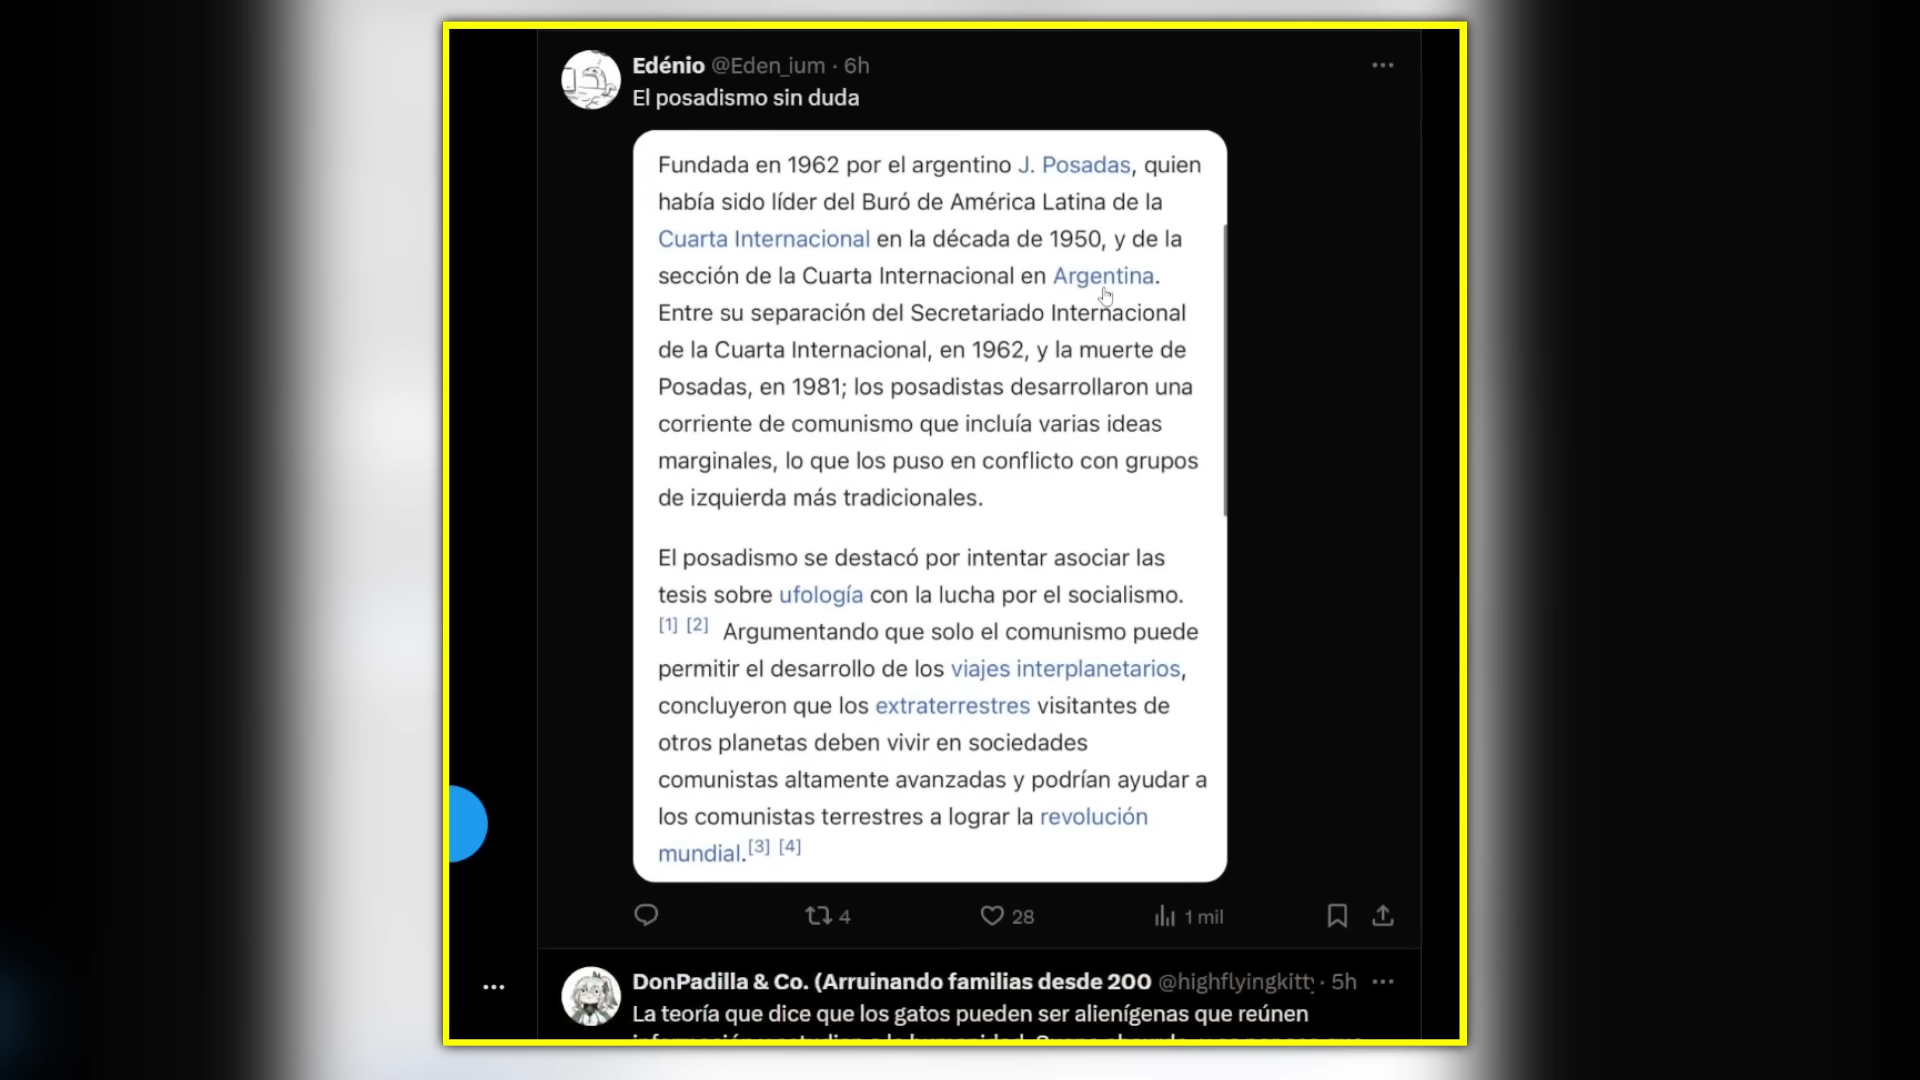 Edénio @Eden_ium · 6h
El posadismo sin duda
Fundada en 1962 por el argentino J. Posadas, quien
había sido líder del Buró de América Latina de la
Cuarta Internacional en la década de 1950, y de la
sección de la Cuarta Internacional en Argentina.
Entre su separación del Secretariado Internacional
de la Cuarta Internacional, en 1962, y la muerte de
Posadas, en 1981; los posadistas desarrollaron una
corriente de comunismo que incluía varias ideas
marginales, lo que los puso en conflicto con grupos
de izquierda más tradicionales.
El posadismo se destacó por intentar asociar las
tesis sobre ufología con la lucha por el socialismo.
[1] [2] Argumentando que solo el comunismo puede
permitir el desarrollo de los viajes interplanetarios,
concluyeron que los extraterrestres visitantes de
otros planetas deben vivir en sociedades
comunistas altamente avanzadas y podrían ayudar a
los comunistas terrestres a lograr la revolución
mundial.[3] [4]
4 28 1 mil
DonPadilla & Co. (Arruinando familias desde 200 @highflyingkitty · 5h
La teoría que dice que los gatos pueden ser alienígenas que reúnen